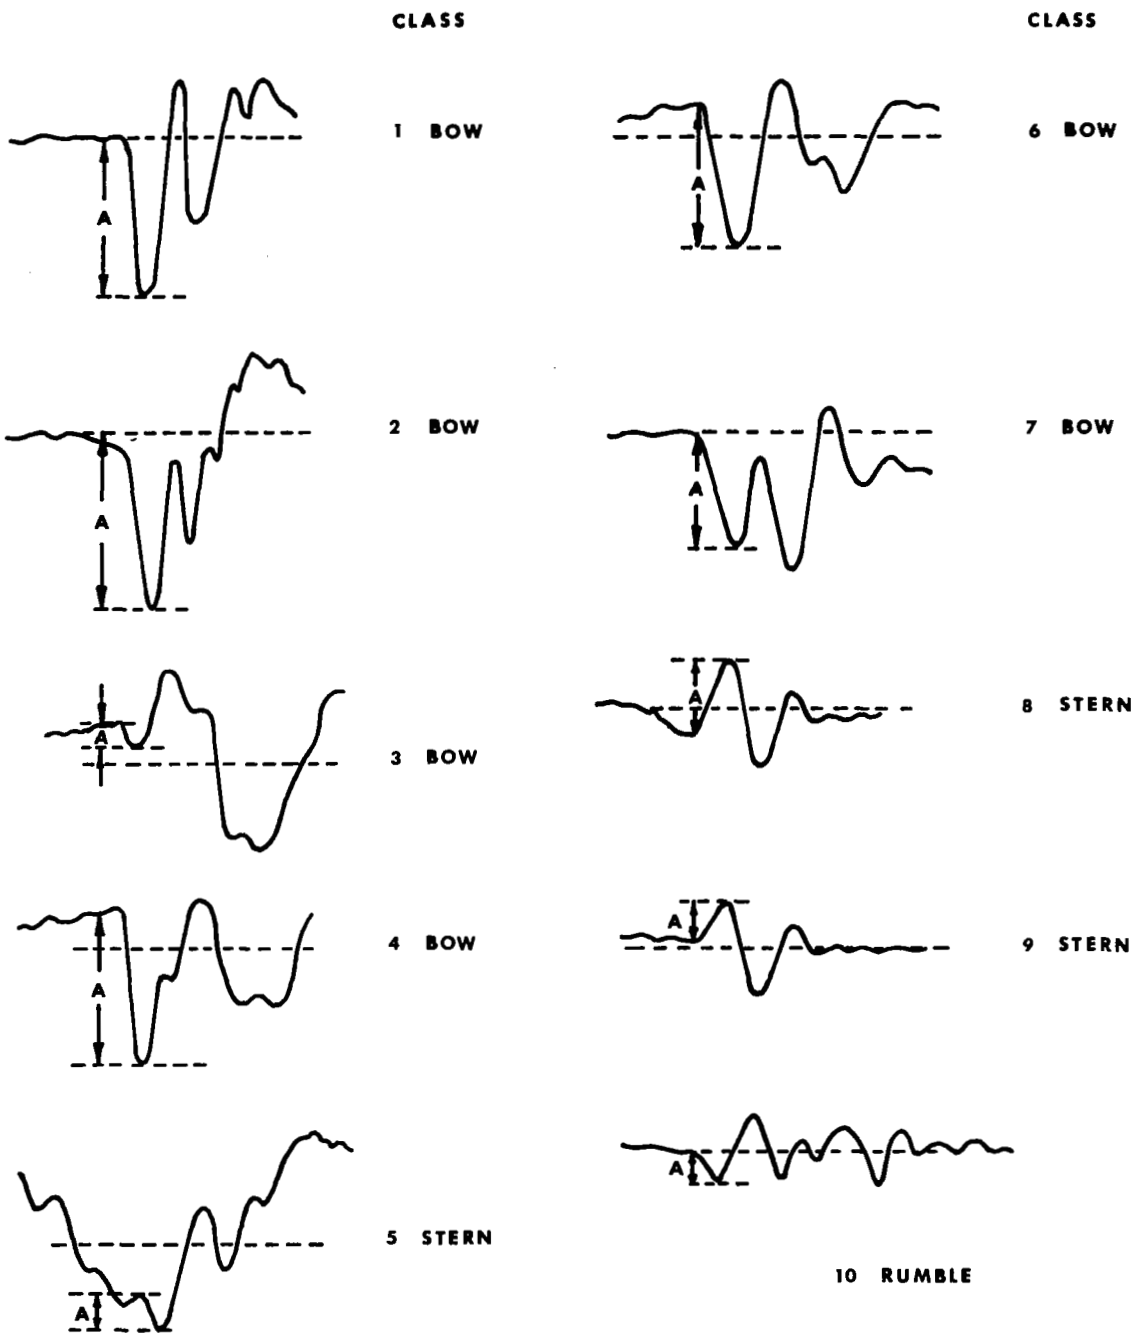 CLASS
CLASS
A
1 BOW
A
6 BOW
A
2 BOW
A
7 BOW
A
3 BOW
A
8 STERN
A
4 BOW
A
9 STERN
A
5 STERN
A
10 RUMBLE